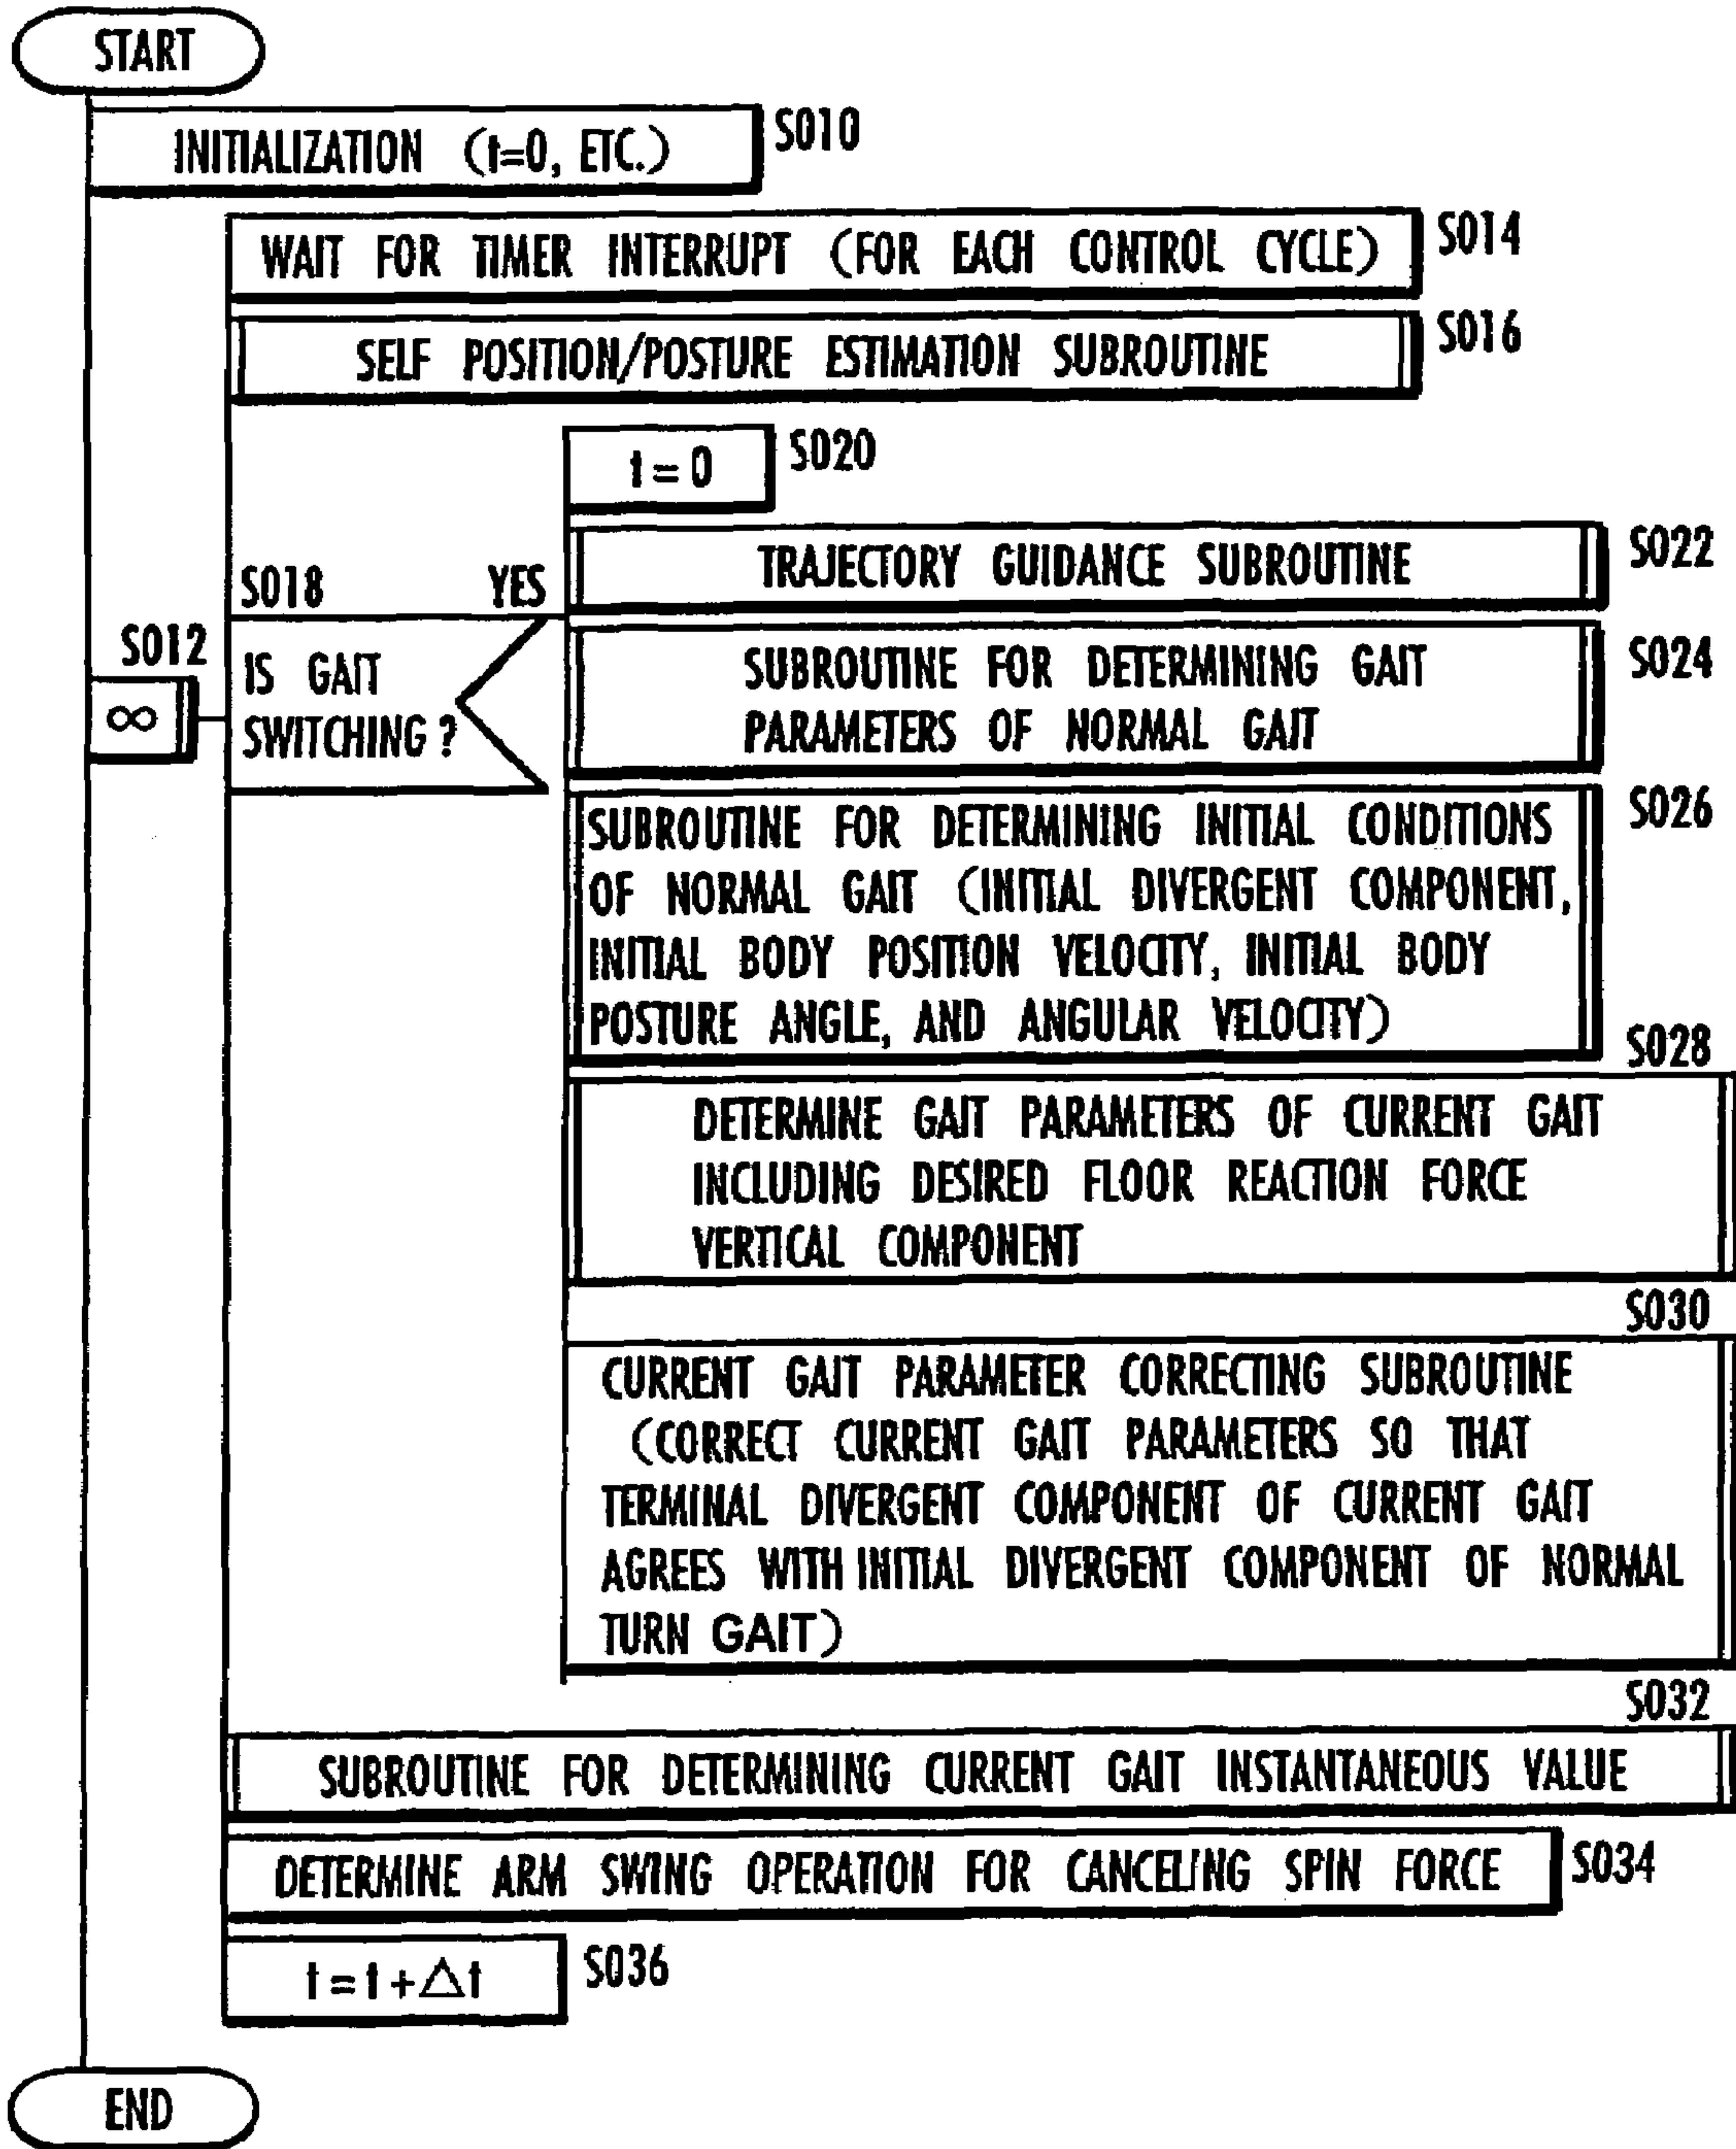 START
INITIALIZATION (t=0, ETC.)
S010
WAIT FOR TIMER INTERRUPT (FOR EACH CONTROL CYCLE)
S014
SELF POSITION/POSTURE ESTIMATION SUBROUTINE
S016
t=0
S020
TRAJECTORY GUIDANCE SUBROUTINE
S022
S018
YES
S012
∞
IS GAIT
SWITCHING?
SUBROUTINE FOR DETERMINING GAIT
PARAMETERS OF NORMAL GAIT
S024
SUBROUTINE FOR DETERMINING INITIAL CONDITIONS
OF NORMAL GAIT (INITIAL DIVERGENT COMPONENT,
INITIAL BODY POSITION VELOCITY, INITIAL BODY
POSTURE ANGLE, AND ANGULAR VELOCITY)
S026
S028
DETERMINE GAIT PARAMETERS OF CURRENT GAIT
INCLUDING DESIRED FLOOR REACTION FORCE
VERTICAL COMPONENT
S030
CURRENT GAIT PARAMETER CORRECTING SUBROUTINE
(CORRECT CURRENT GAIT PARAMETERS SO THAT
TERMINAL DIVERGENT COMPONENT OF CURRENT GAIT
AGREES WITH INITIAL DIVERGENT COMPONENT OF NORMAL
TURN GAIT)
S032
SUBROUTINE FOR DETERMINING CURRENT GAIT INSTANTANEOUS VALUE
DETERMINE ARM SWING OPERATION FOR CANCELING SPIN FORCE
S034
t=t+△t
S036
END